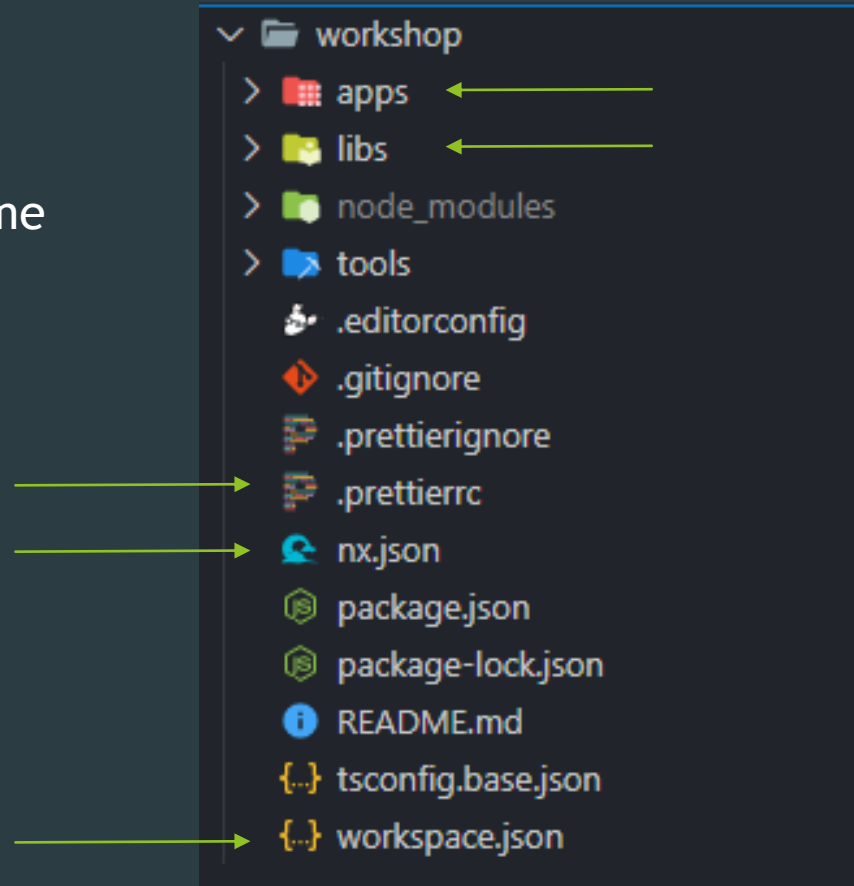 workshop
apps
libs
me
node_modules
tools
.editorconfig
.gitignore
.prettierignore
.prettierrc
nx.json
package.json
package-lock.json
README.md
tsconfig.base.json
workspace.json